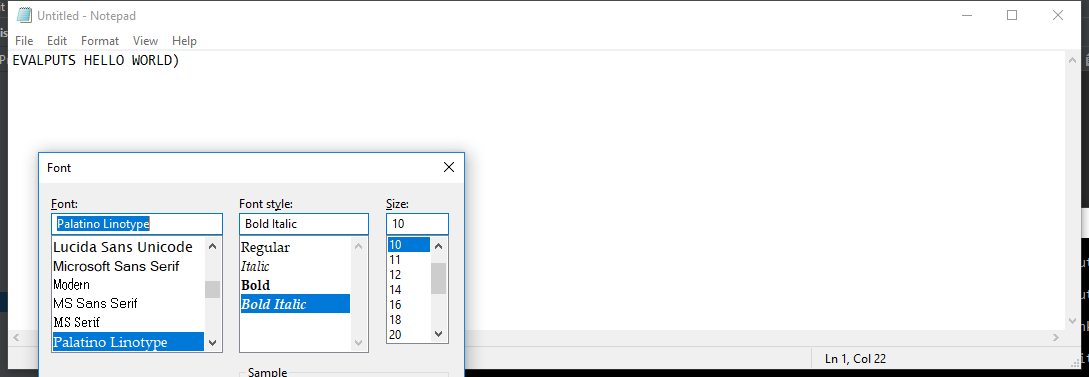 Untitled - Notepad
File Edit Format View Help
EVALPUTS HELLO WORLD)
Font
Font: Font style: Size:
Palatino Linotype Bold Italic 10
Lucida Sans Unicode Regular 10
Microsoft Sans Serif Italic 11
Modern Bold 12
MS Sans Serif Bold Italic 14
MS Serif 16
Palatino Linotype 18
20
Sample
Ln 1, Col 22